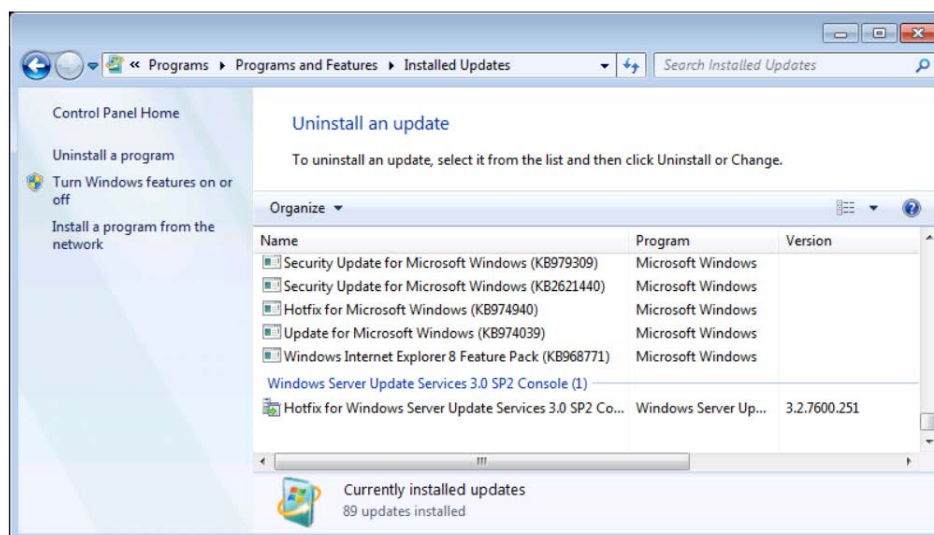 « Programs ▸ Programs and Features ▸ Installed Updates
Search Installed Updates
Control Panel Home
Uninstall a program
Turn Windows features on or
off
Install a program from the
network
Uninstall an update
To uninstall an update, select it from the list and then click Uninstall or Change.
Organize
Name Program Version
Security Update for Microsoft Windows (KB979309) Microsoft Windows
Security Update for Microsoft Windows (KB2621440) Microsoft Windows
Hotfix for Microsoft Windows (KB974940) Microsoft Windows
Update for Microsoft Windows (KB974039) Microsoft Windows
Windows Internet Explorer 8 Feature Pack (KB968771) Microsoft Windows
Windows Server Update Services 3.0 SP2 Console (1)
Hotfix for Windows Server Update Services 3.0 SP2 Co... Windows Server Up... 3.2.7600.251
Currently installed updates
89 updates installed